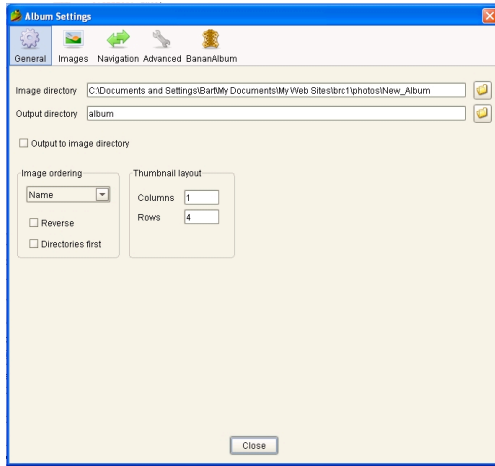 Album Settings
General Images Navigation Advanced BananAlbum
Image directory C:\Documents and Settings\Bart\My Documents\My Web Sites\brc1\photos\New_Album
Output directory album
Output to image directory
Image ordering
Name
Reverse
Directories first
Thumbnail layout
Columns 1
Rows 4
Close